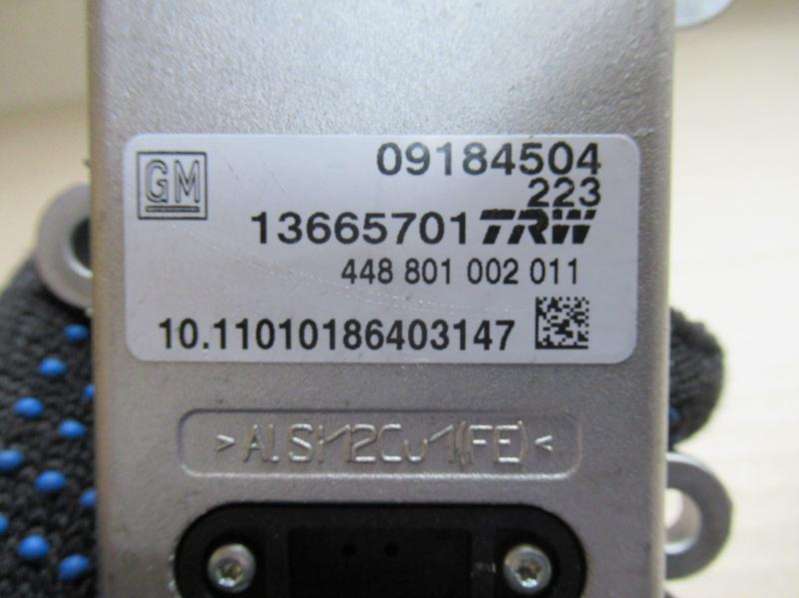 GM
09184504
223
13665701 TRW
448 801 002 011
10.11010186403147
>AlSi12Cu1(FE)<